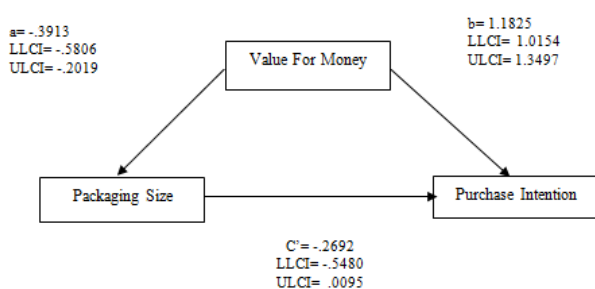 a= -.3913
LLCI= -.5806
ULCI= -.2019
b= 1.1825
LLCI= 1.0154
ULCI= 1.3497
Value For Money
Packaging Size
Purchase Intention
C'= -.2692
LLCI= -.5480
ULCI= .0095